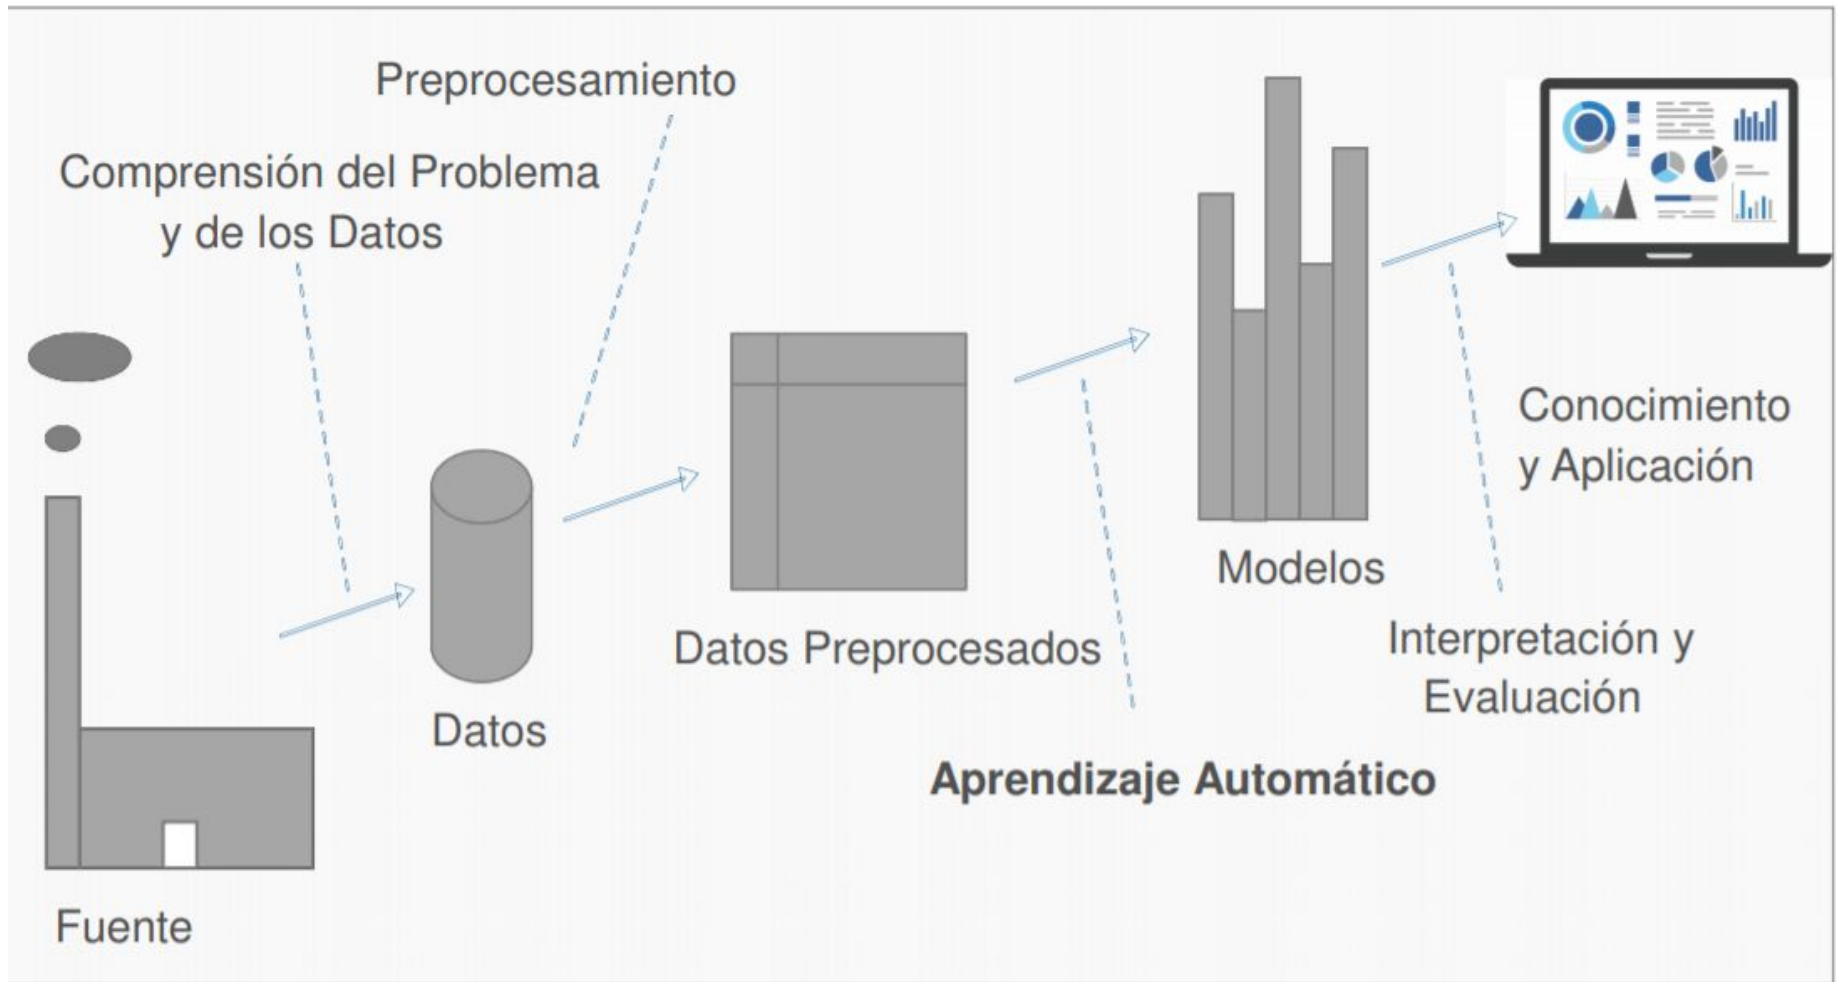 Preprocesamiento
Comprensión del Problema
y de los Datos
Fuente
Datos
Datos Preprocesados
Aprendizaje Automático
Modelos
Interpretación y
Evaluación
Conocimiento
y Aplicación